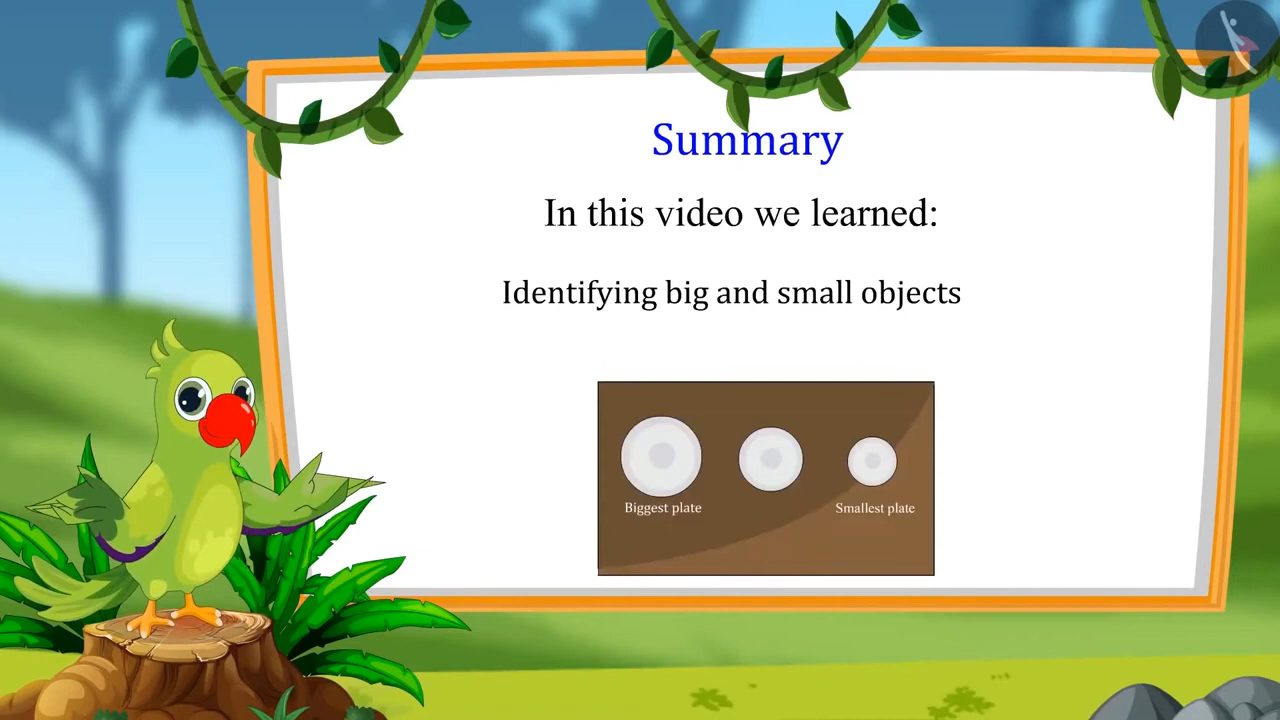 Summary
In this video we learned:
Identifying big and small objects
Biggest plate
Smallest plate